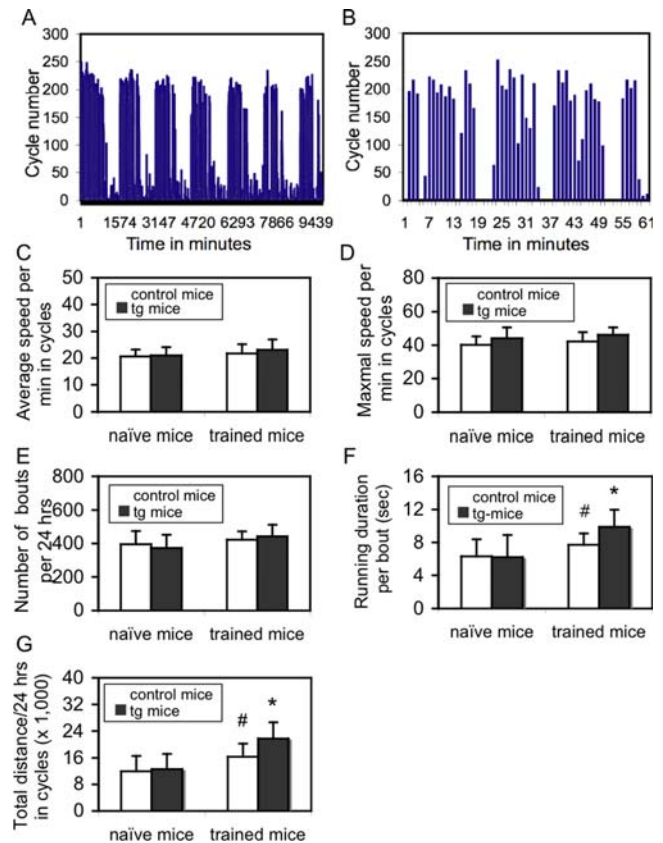 A
300
250
200
150
100
50
0
Cycle number
1 1574 3147 4720 6293 7866 9439
Time in minutes
B
300
250
200
150
100
50
0
Cycle number
1 7 13 19 25 31 37 43 49 55 61
Time in minutes
C
50
40
30
20
10
0
Average speed per
min in cycles
control mice
tg mice
naïve mice trained mice
D
80
60
40
20
0
Maxmal speed per
min in cycles
control mice
tg mice
naïve mice trained mice
E
800
600
400
200
0
Number of bouts
per 24 hrs
control mice
tg mice
naïve mice trained mice
F
16
12
8
4
0
Running duration
per bout (sec)
control mice
tg-mice
# *
naïve mice trained mice
G
40
32
24
16
8
0
Total distance/24 hrs
in cycles (x 1,000)
control mice
tg mice
# *
naïve mice trained mice